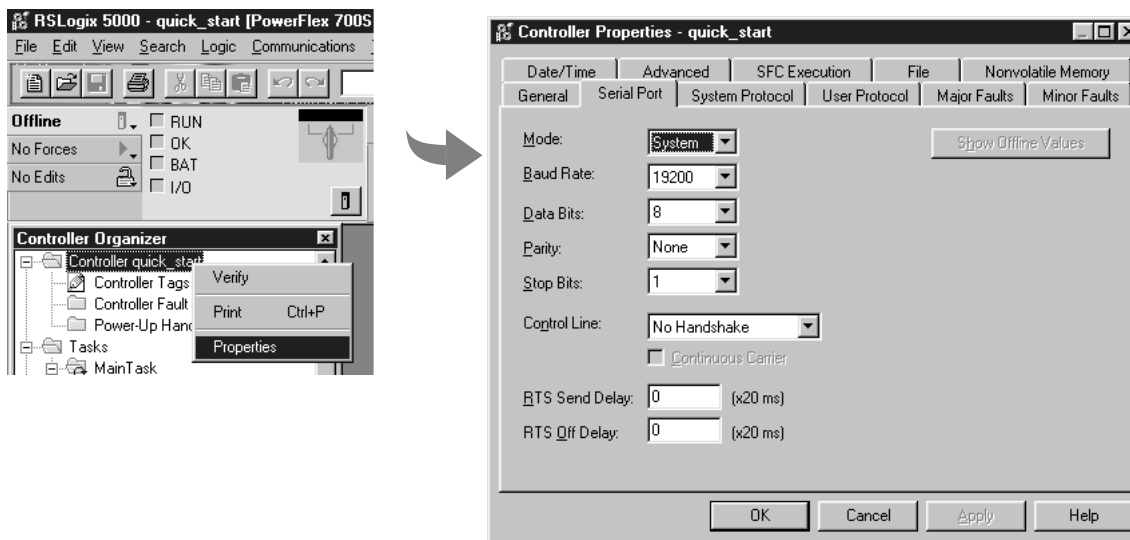 RSLogix 5000 - quick_start [PowerFlex 700S
File Edit View Search Logic Communications
Offline
RUN
No Forces
OK
BAT
No Edits
I/O
Controller Organizer
Controller quick_start
Controller Tags
Controller Fault
Power-Up Hand
Tasks
MainTask
Verify
Print Ctrl+P
Properties
Controller Properties - quick_start
Date/Time Advanced SFC Execution File Nonvolatile Memory
General Serial Port System Protocol User Protocol Major Faults Minor Faults
Mode: System Show Offline Values
Baud Rate: 19200
Data Bits: 8
Parity: None
Stop Bits: 1
Control Line: No Handshake
Continuous Carrier
RTS Send Delay: 0 (x20 ms)
RTS Off Delay: 0 (x20 ms)
OK Cancel Apply Help